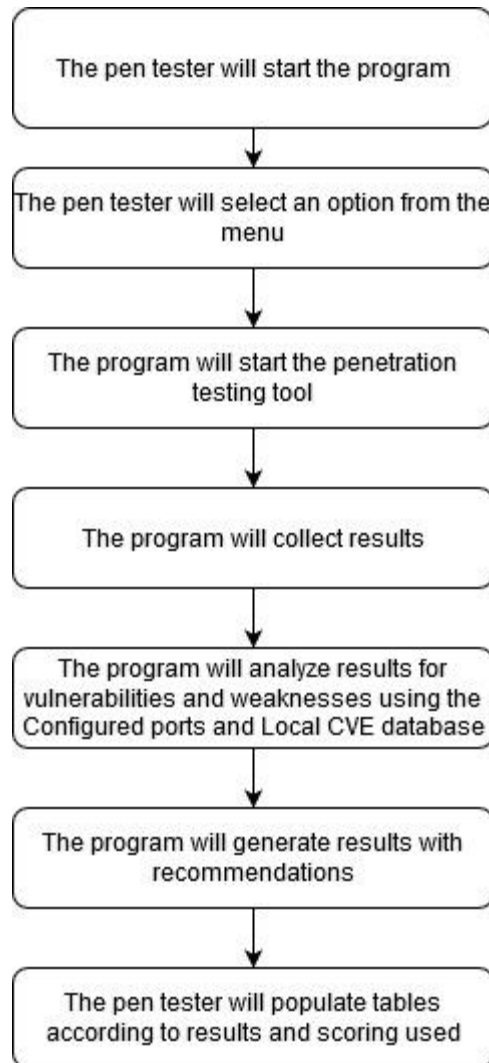 The pen tester will start the program
The pen tester will select an option from the
menu
The program will start the penetration
testing tool
The program will collect results
The program will analyze results for
vulnerabilities and weaknesses using the
Configured ports and Local CVE database
The program will generate results with
recommendations
The pen tester will populate tables
according to results and scoring used